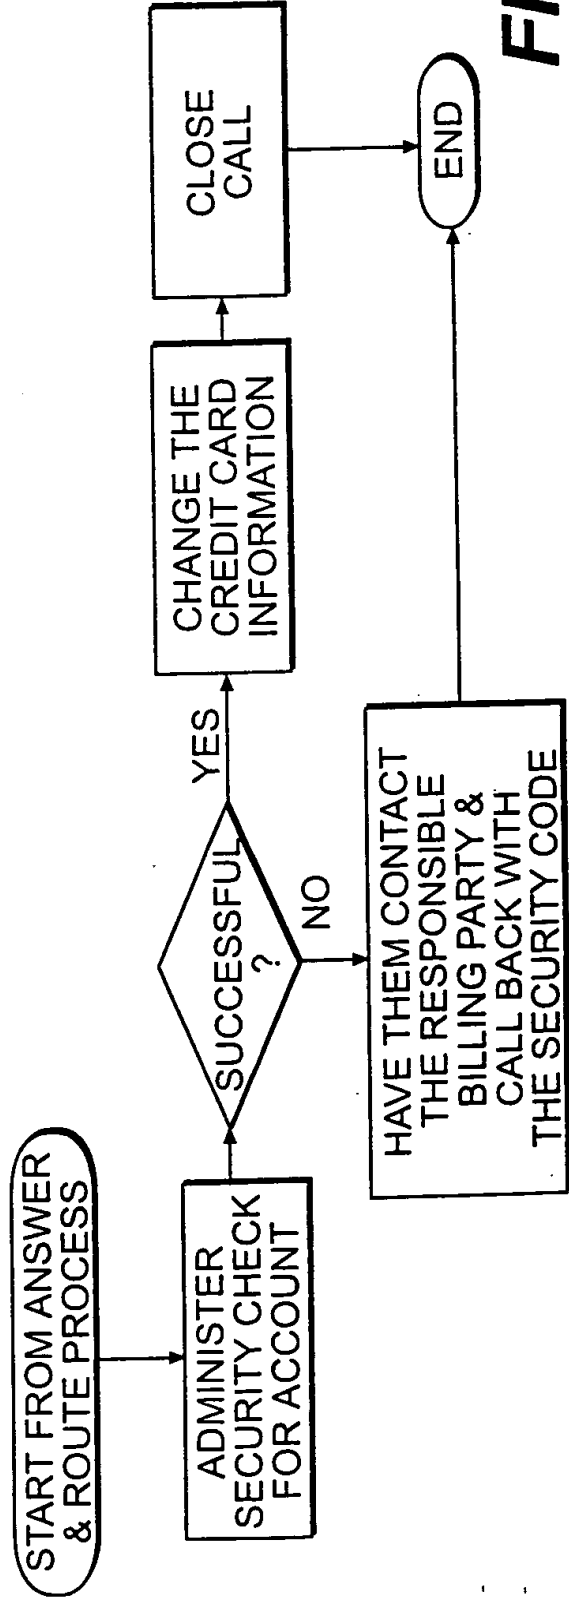 START FROM ANSWER
& ROUTE PROCESS
ADMINISTER
SECURITY CHECK
FOR ACCOUNT
SUCCESSFUL
?
YES
NO
CHANGE THE
CREDIT CARD
INFORMATION
CLOSE
CALL
HAVE THEM CONTACT
THE RESPONSIBLE
BILLING PARTY &
CALL BACK WITH
THE SECURITY CODE
END